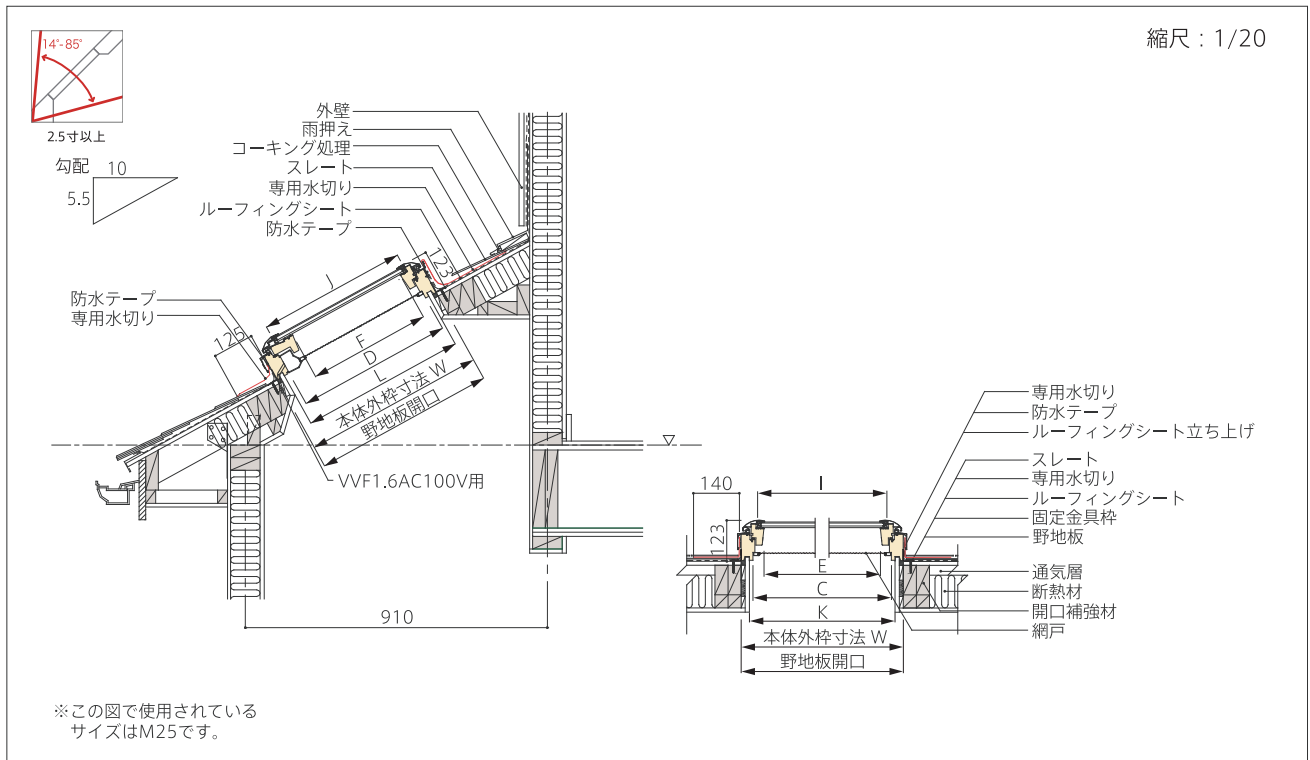 縮尺：1/20
14°-85°
2.5寸以上
勾配 10
5.5
外壁
雨押え
コーキング処理
スレート
専用水切り
ルーフィングシート
防水テープ
123
J
防水テープ
専用水切り
125
F
D
L
本体外枠寸法 W
野地板開口
VVF1.6AC100V用
910
専用水切り
防水テープ
ルーフィングシート立ち上げ
スレート
専用水切り
ルーフィングシート
固定金具枠
野地板
通気層
断熱材
開口補強材
網戸
140
I
123
E
C
K
本体外枠寸法 W
野地板開口
※この図で使用されている
サイズはM25です。